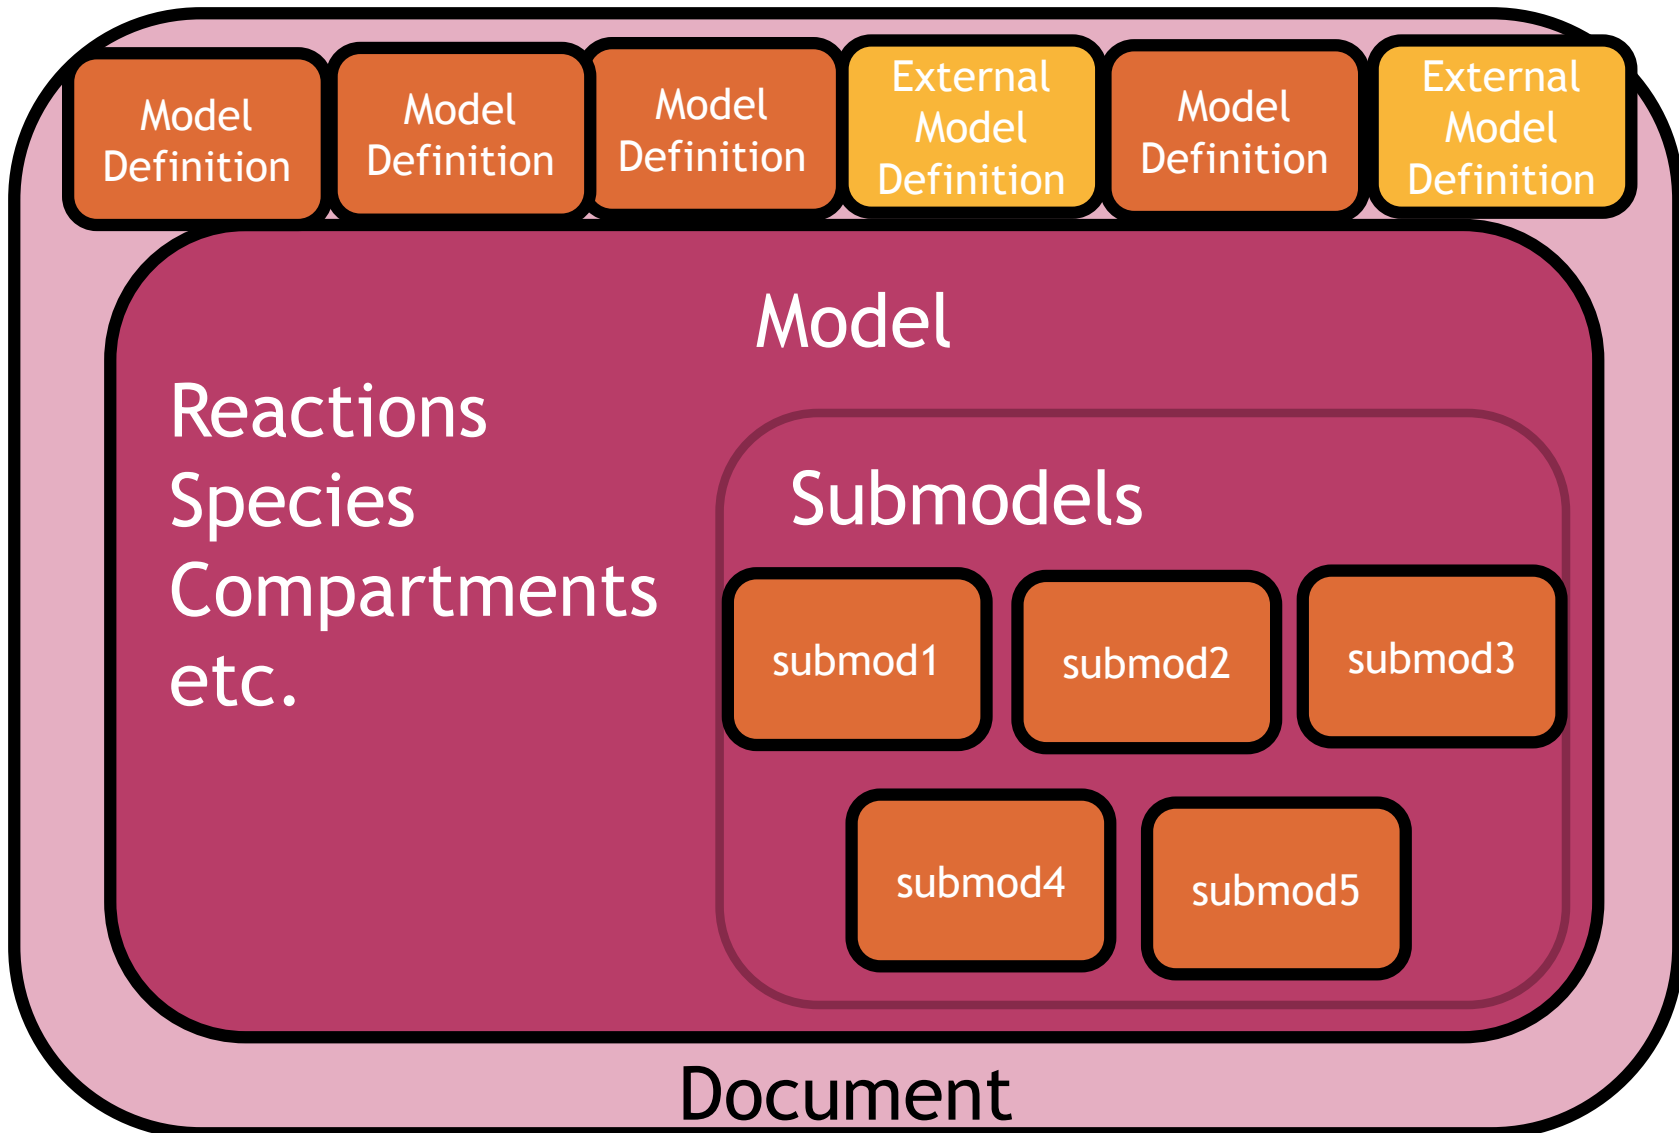 Model
Definition
Model
Definition
Model
Definition
External
Model
Definition
Model
Definition
External
Model
Definition
Model
Reactions
Species
Compartments
etc.
Submodels
submod1
submod2
submod3
submod4
submod5
Document